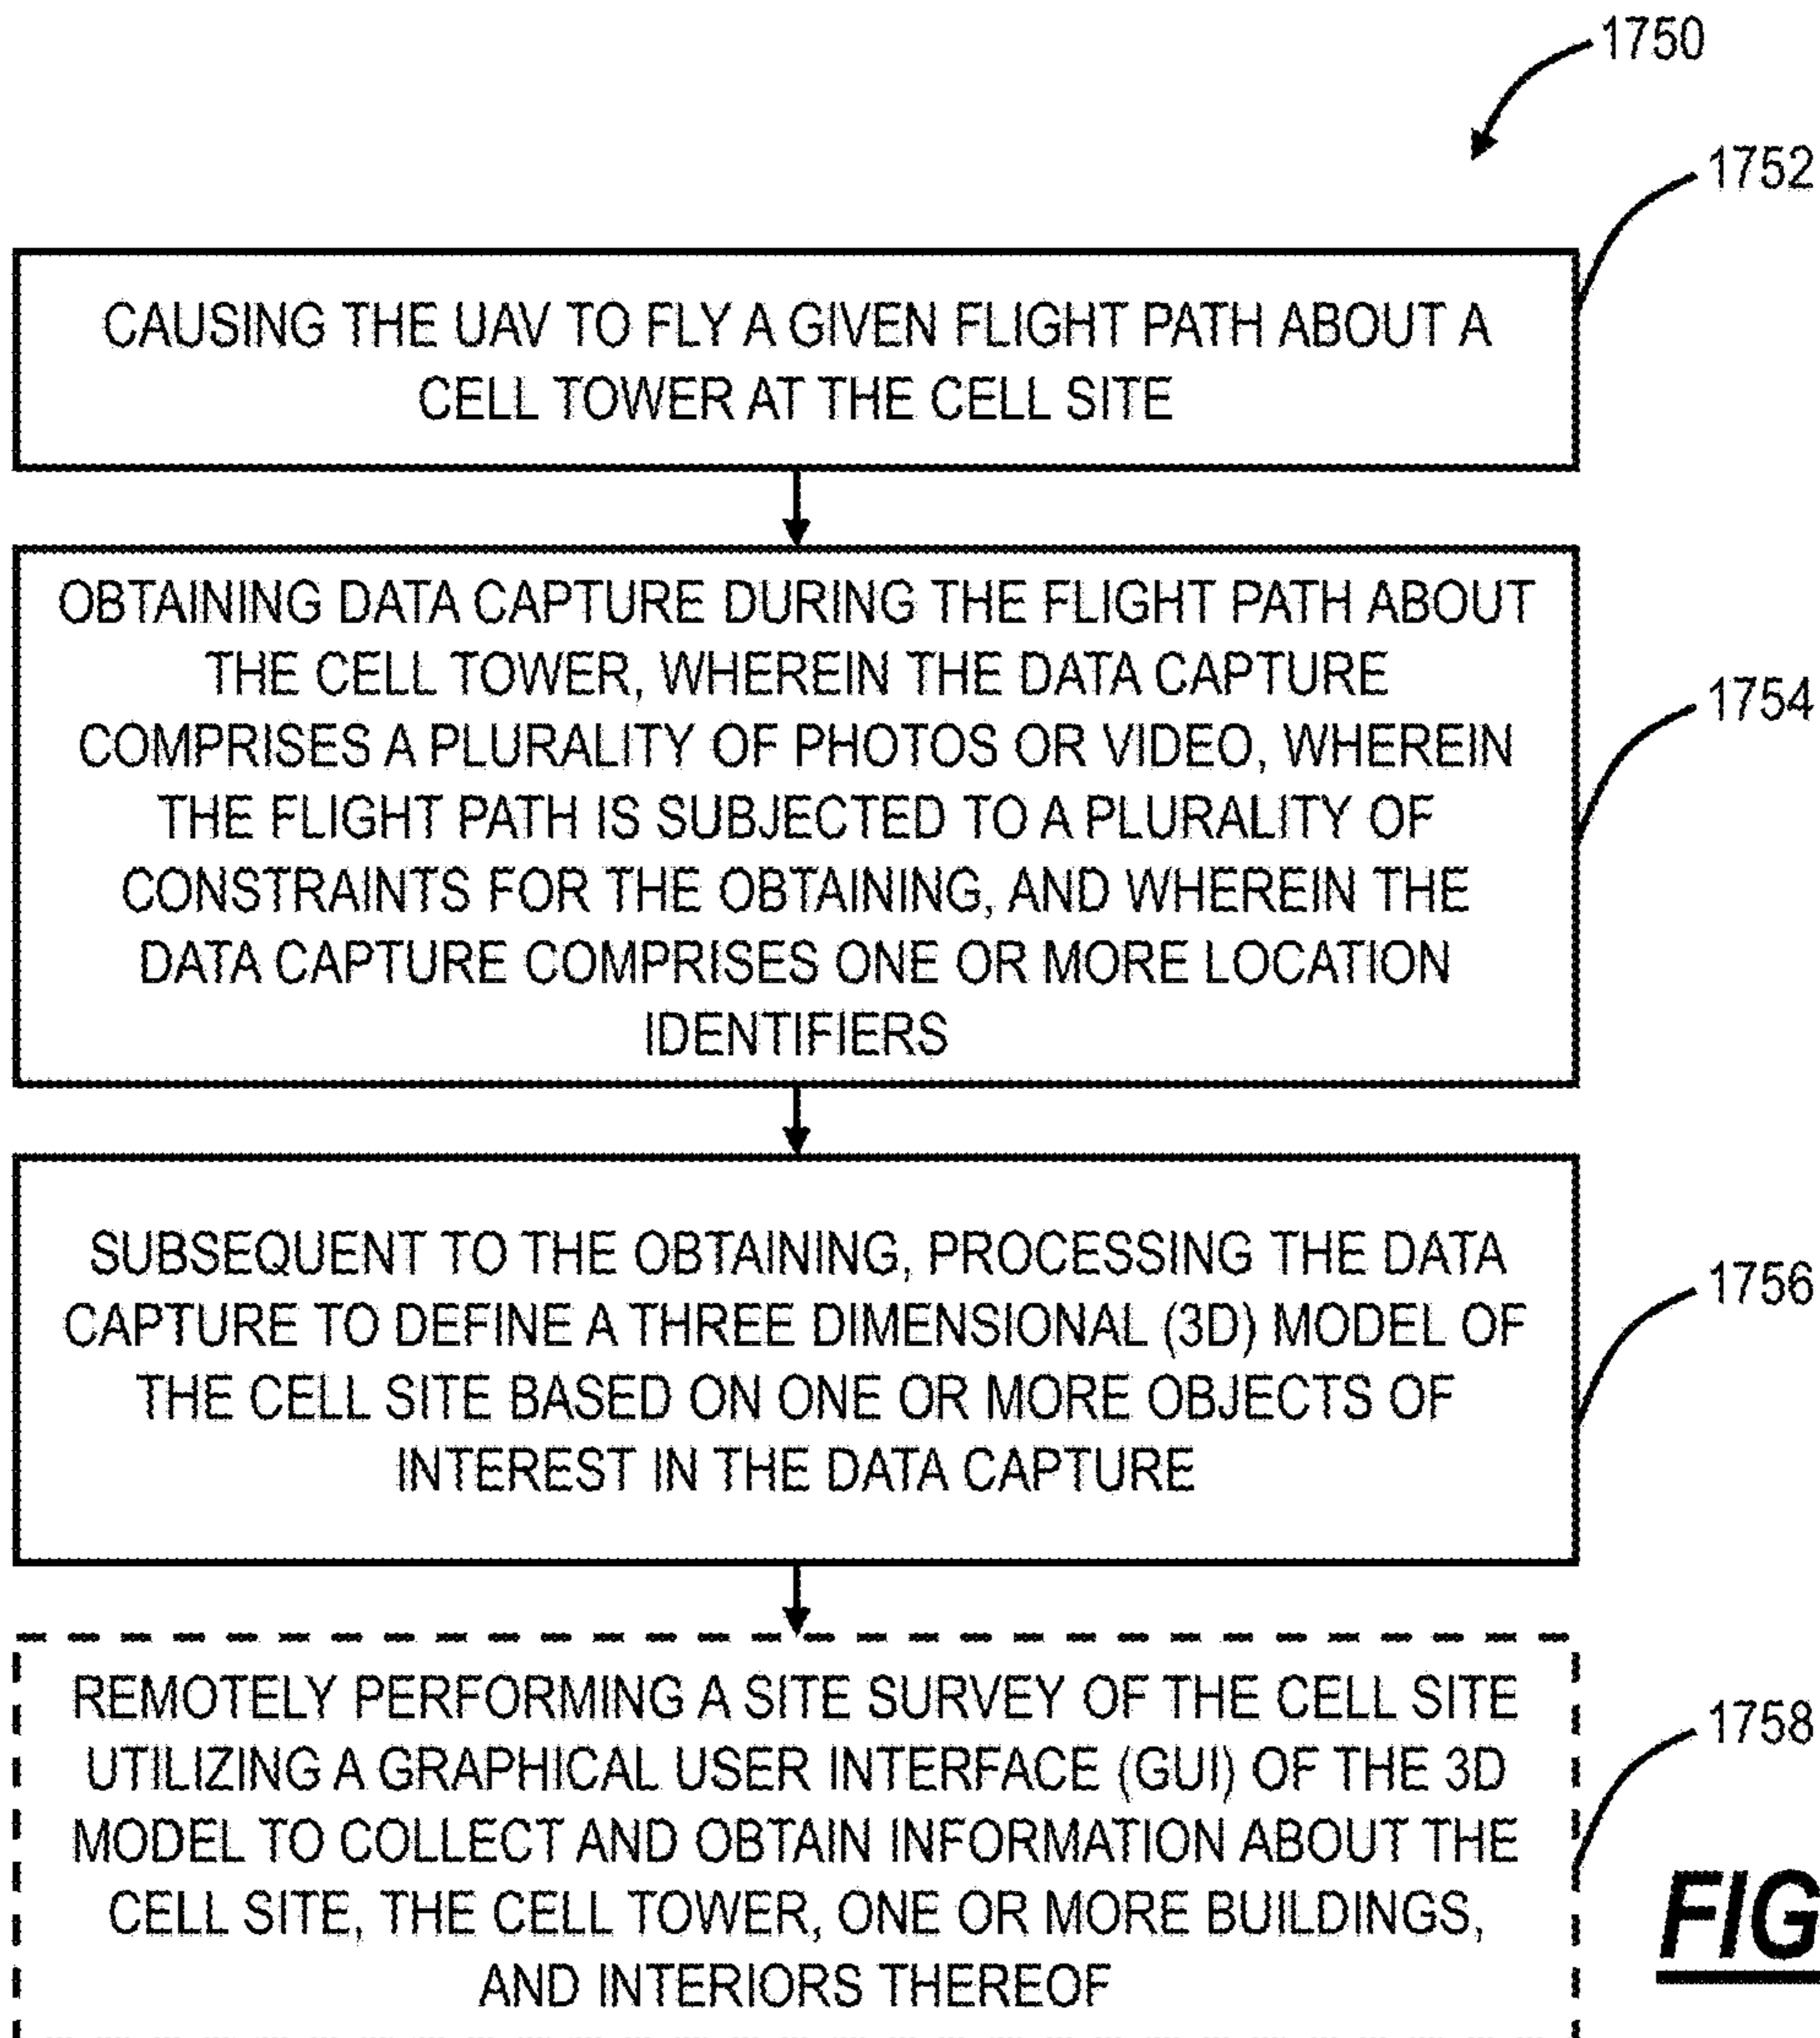 1750
1752
CAUSING THE UAV TO FLY A GIVEN FLIGHT PATH ABOUT A
CELL TOWER AT THE CELL SITE
OBTAINING DATA CAPTURE DURING THE FLIGHT PATH ABOUT
THE CELL TOWER, WHEREIN THE DATA CAPTURE
COMPRISES A PLURALITY OF PHOTOS OR VIDEO, WHEREIN
THE FLIGHT PATH IS SUBJECTED TO A PLURALITY OF
CONSTRAINTS FOR THE OBTAINING, AND WHEREIN THE
DATA CAPTURE COMPRISES ONE OR MORE LOCATION
IDENTIFIERS
1754
SUBSEQUENT TO THE OBTAINING, PROCESSING THE DATA
CAPTURE TO DEFINE A THREE DIMENSIONAL (3D) MODEL OF
THE CELL SITE BASED ON ONE OR MORE OBJECTS OF
INTEREST IN THE DATA CAPTURE
1756
REMOTELY PERFORMING A SITE SURVEY OF THE CELL SITE
UTILIZING A GRAPHICAL USER INTERFACE (GUI) OF THE 3D
MODEL TO COLLECT AND OBTAIN INFORMATION ABOUT THE
CELL SITE, THE CELL TOWER, ONE OR MORE BUILDINGS,
AND INTERIORS THEREOF
1758
FIG